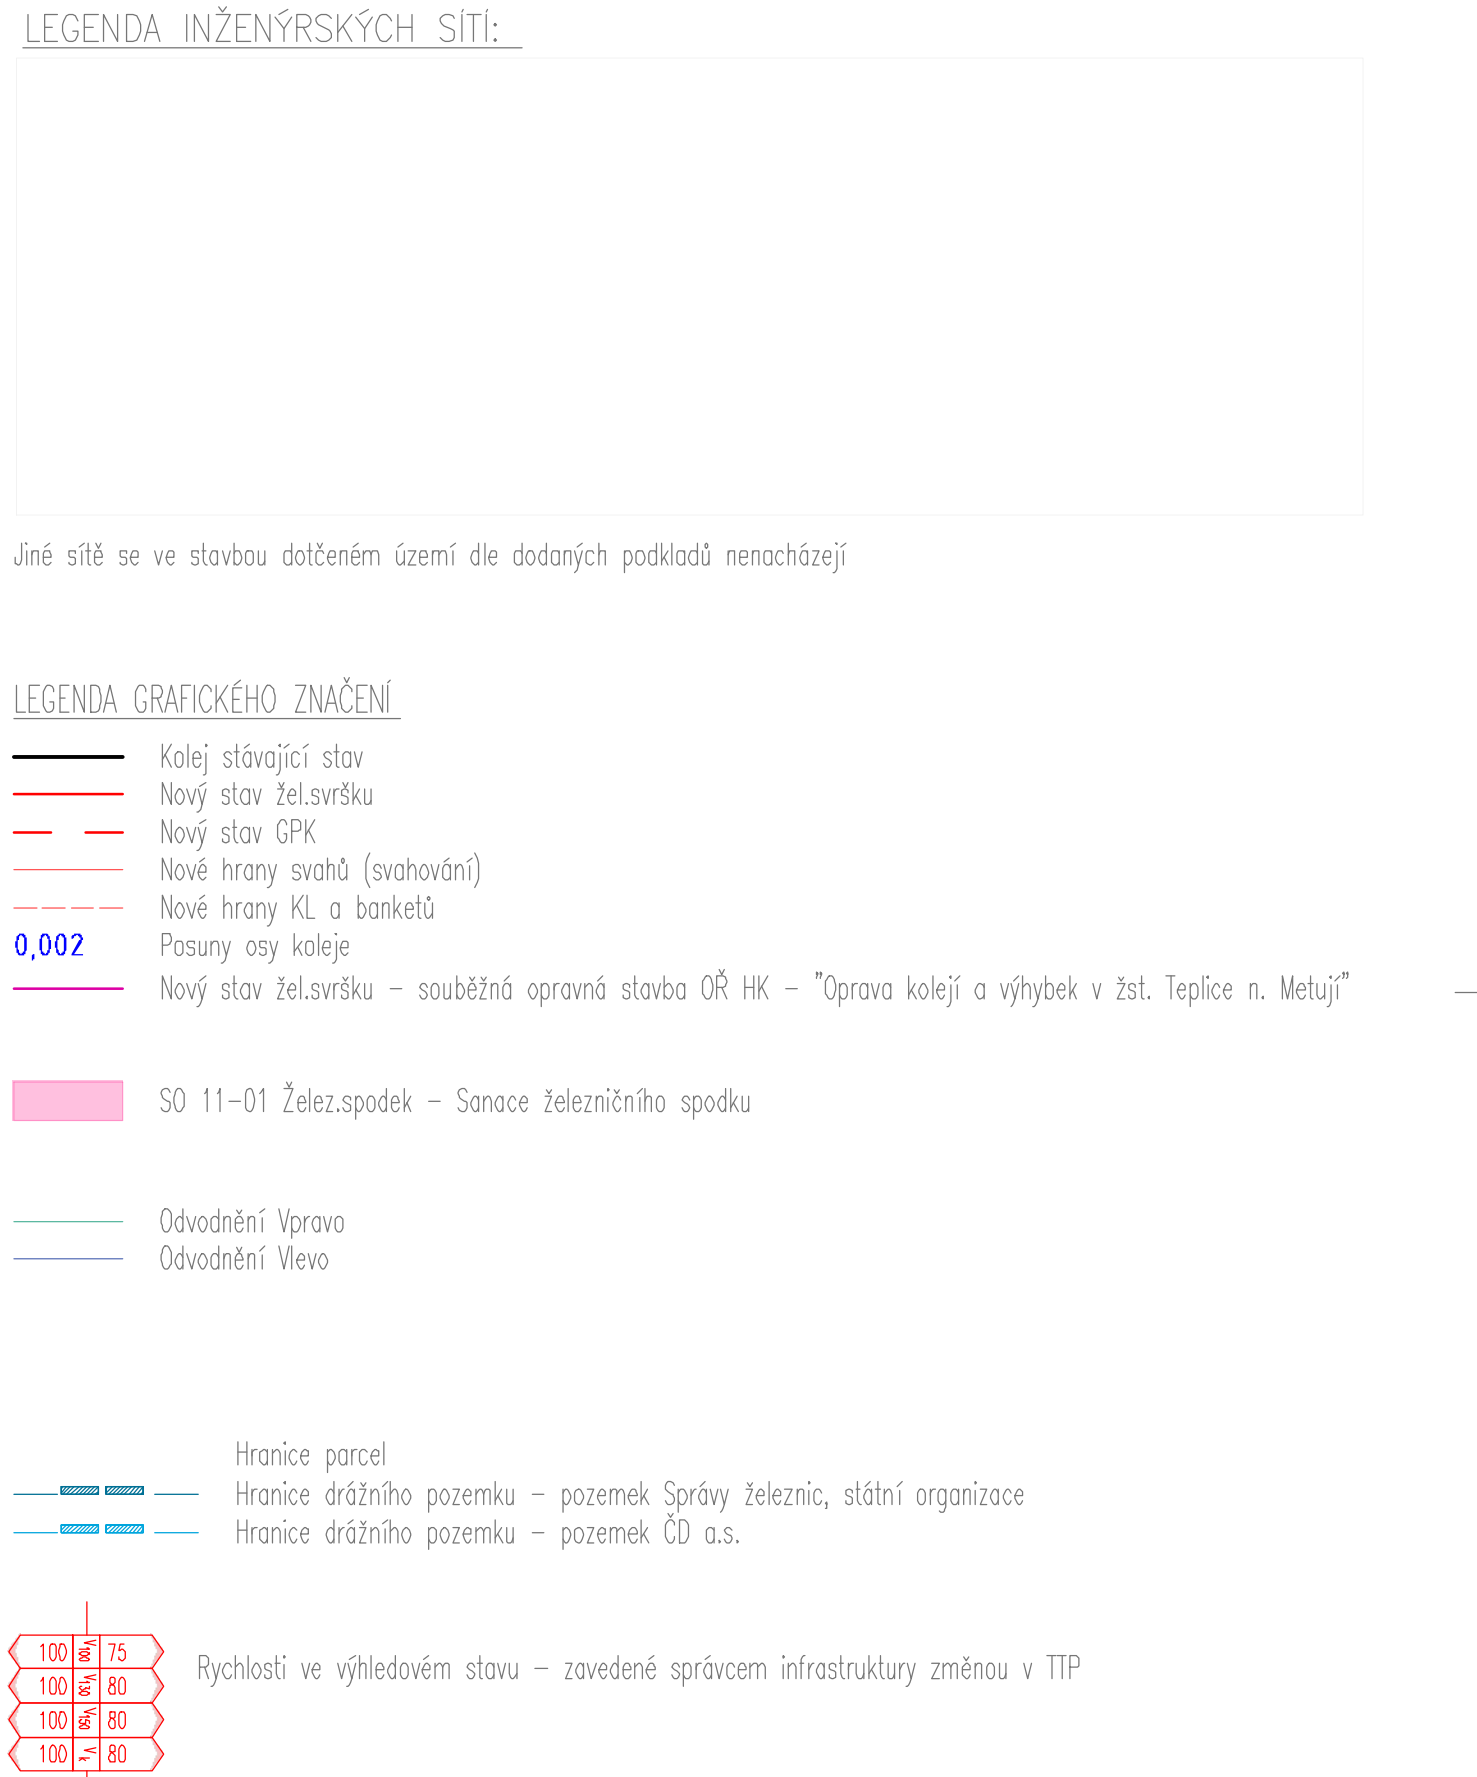 LEGENDA INŽENÝRSKÝCH SÍTÍ:
Jiné sítě se ve stavbou dotčeném území dle dodaných podkladů nenacházejí
LEGENDA GRAFICKÉHO ZNAČENÍ
Kolej stávající stav
Nový stav žel.svršku
Nový stav GPK
Nové hrany svahů (svahování)
Nové hrany KL a banketů
0,002 Posuny osy koleje
Nový stav žel.svršku – souběžná opravná stavba OŘ HK – "Oprava kolejí a výhybek v žst. Teplice n. Metují"
SO 11-01 Želez.spodek – Sanace železničního spodku
Odvodnění Vpravo
Odvodnění Vlevo
Hranice parcel
Hranice drážního pozemku – pozemek Správy železnic, státní organizace
Hranice drážního pozemku – pozemek ČD a.s.
100 V100 75
Rychlosti ve výhledovém stavu – zavedené správcem infrastruktury změnou v TTP
100 V130 80
100 V150 80
100 Vk 80